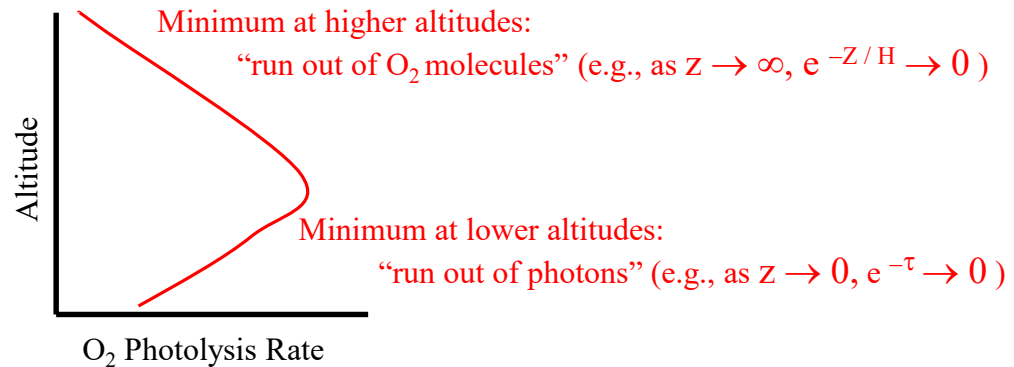 Minimum at higher altitudes:
“run out of O₂ molecules” (e.g., as z → ∞, e ^–Z / H → 0 )
Altitude
Minimum at lower altitudes:
“run out of photons” (e.g., as z → 0, e ^–τ → 0 )
O₂ Photolysis Rate